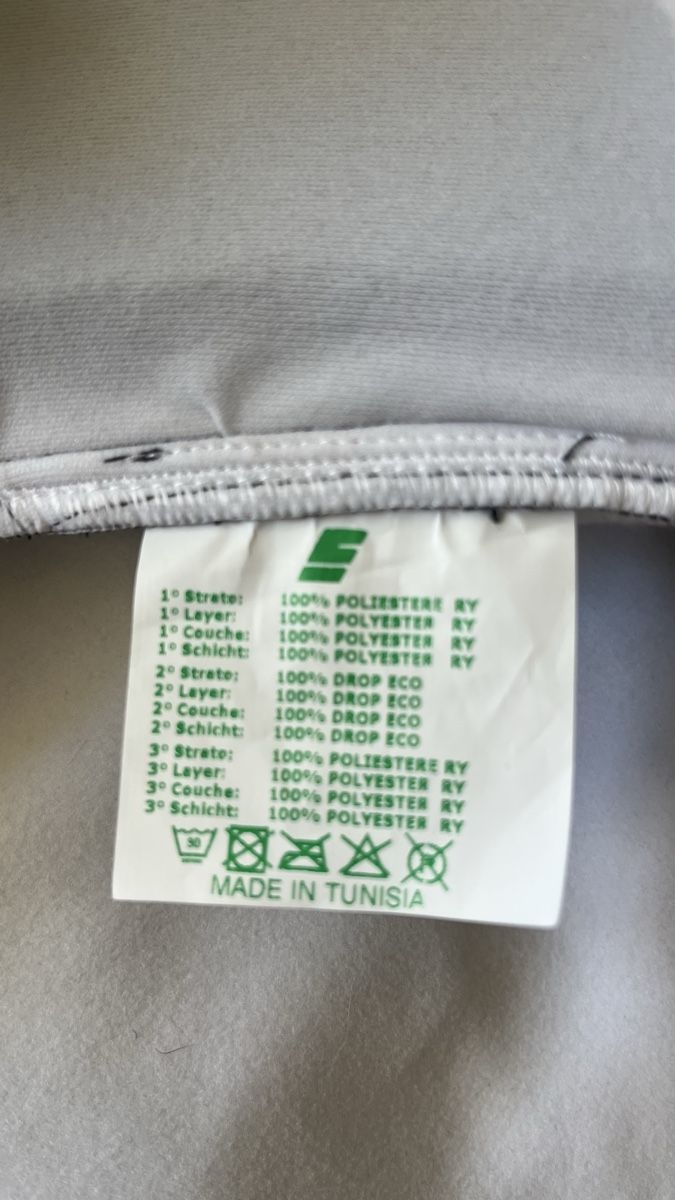 1° Strato: 100% POLIESTERE RY
1° Layer: 100% POLYESTER RY
1° Couche: 100% POLYESTER RY
1° Schicht: 100% POLYESTER RY
2° Strato: 100% DROP ECO
2° Layer: 100% DROP ECO
2° Couche: 100% DROP ECO
2° Schicht: 100% DROP ECO
3° Strato: 100% POLIESTERE RY
3° Layer: 100% POLYESTER RY
3° Couche: 100% POLYESTER RY
3° Schicht: 100% POLYESTER RY
30 P
MADE IN TUNISIA